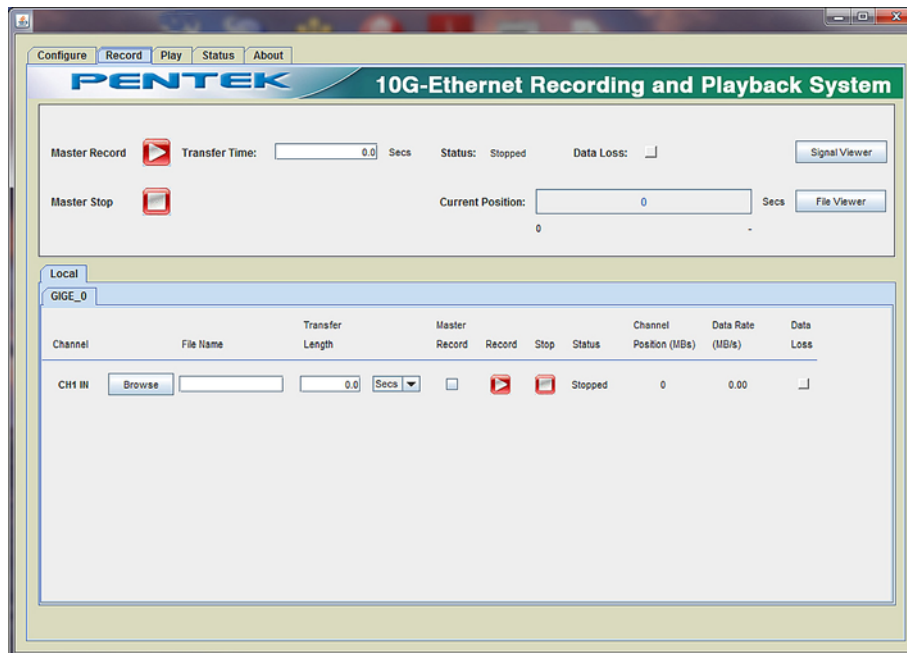 Configure Record Play Status About
PENTEK 10G-Ethernet Recording and Playback System
Master Record Transfer Time: 0.0 Secs Status: Stopped Data Loss: Signal Viewer
Master Stop Current Position: 0 Secs File Viewer
0 -
Local
GIGE_0
Transfer Master Channel Data Rate Data
Channel File Name Length Record Record Stop Status Position (MBs) (MB/s) Loss
CH1 IN Browse 0.0 Secs Stopped 0 0.00